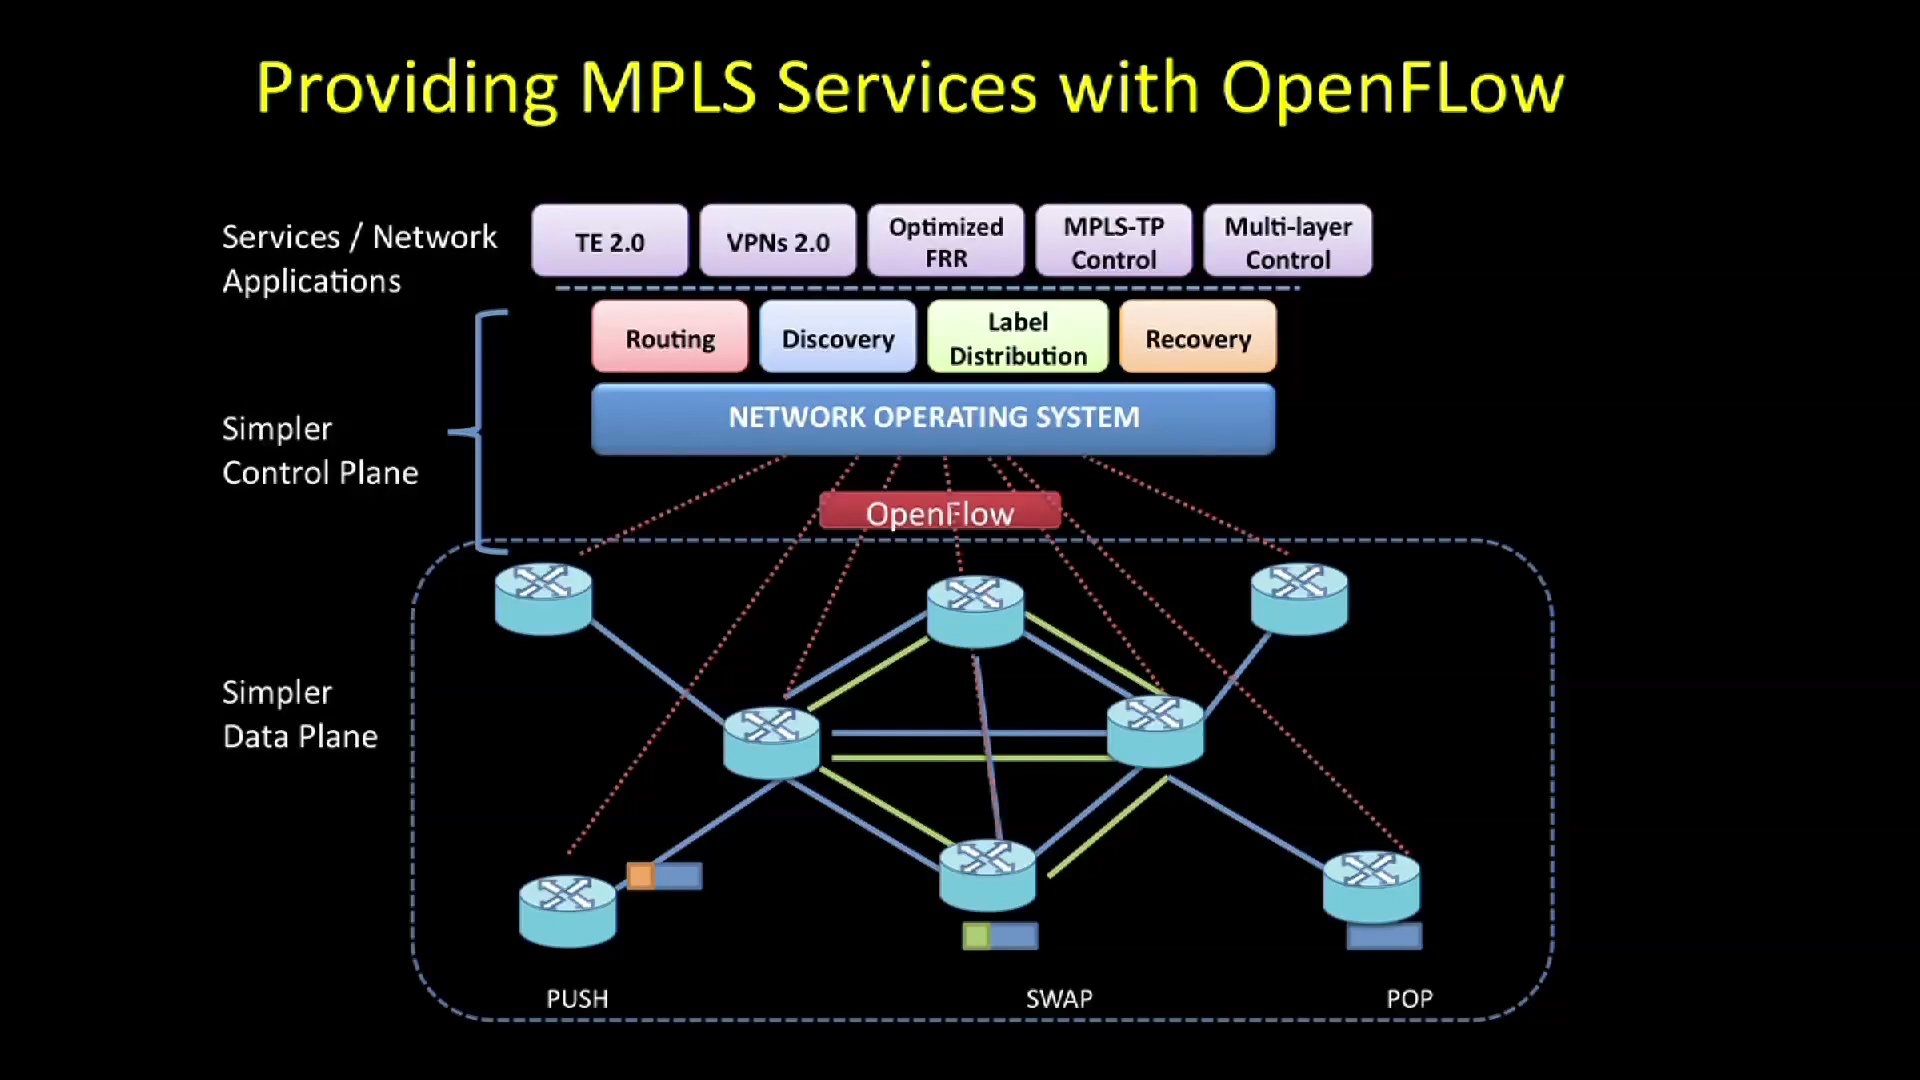 Providing MPLS Services with OpenFLow
Services / Network
Applications
TE 2.0
VPNs 2.0
Optimized
FRR
MPLS-TP
Control
Multi-layer
Control
Routing
Discovery
Label
Distribution
Recovery
NETWORK OPERATING SYSTEM
Simpler
Control Plane
OpenFlow
Simpler
Data Plane
PUSH
SWAP
POP